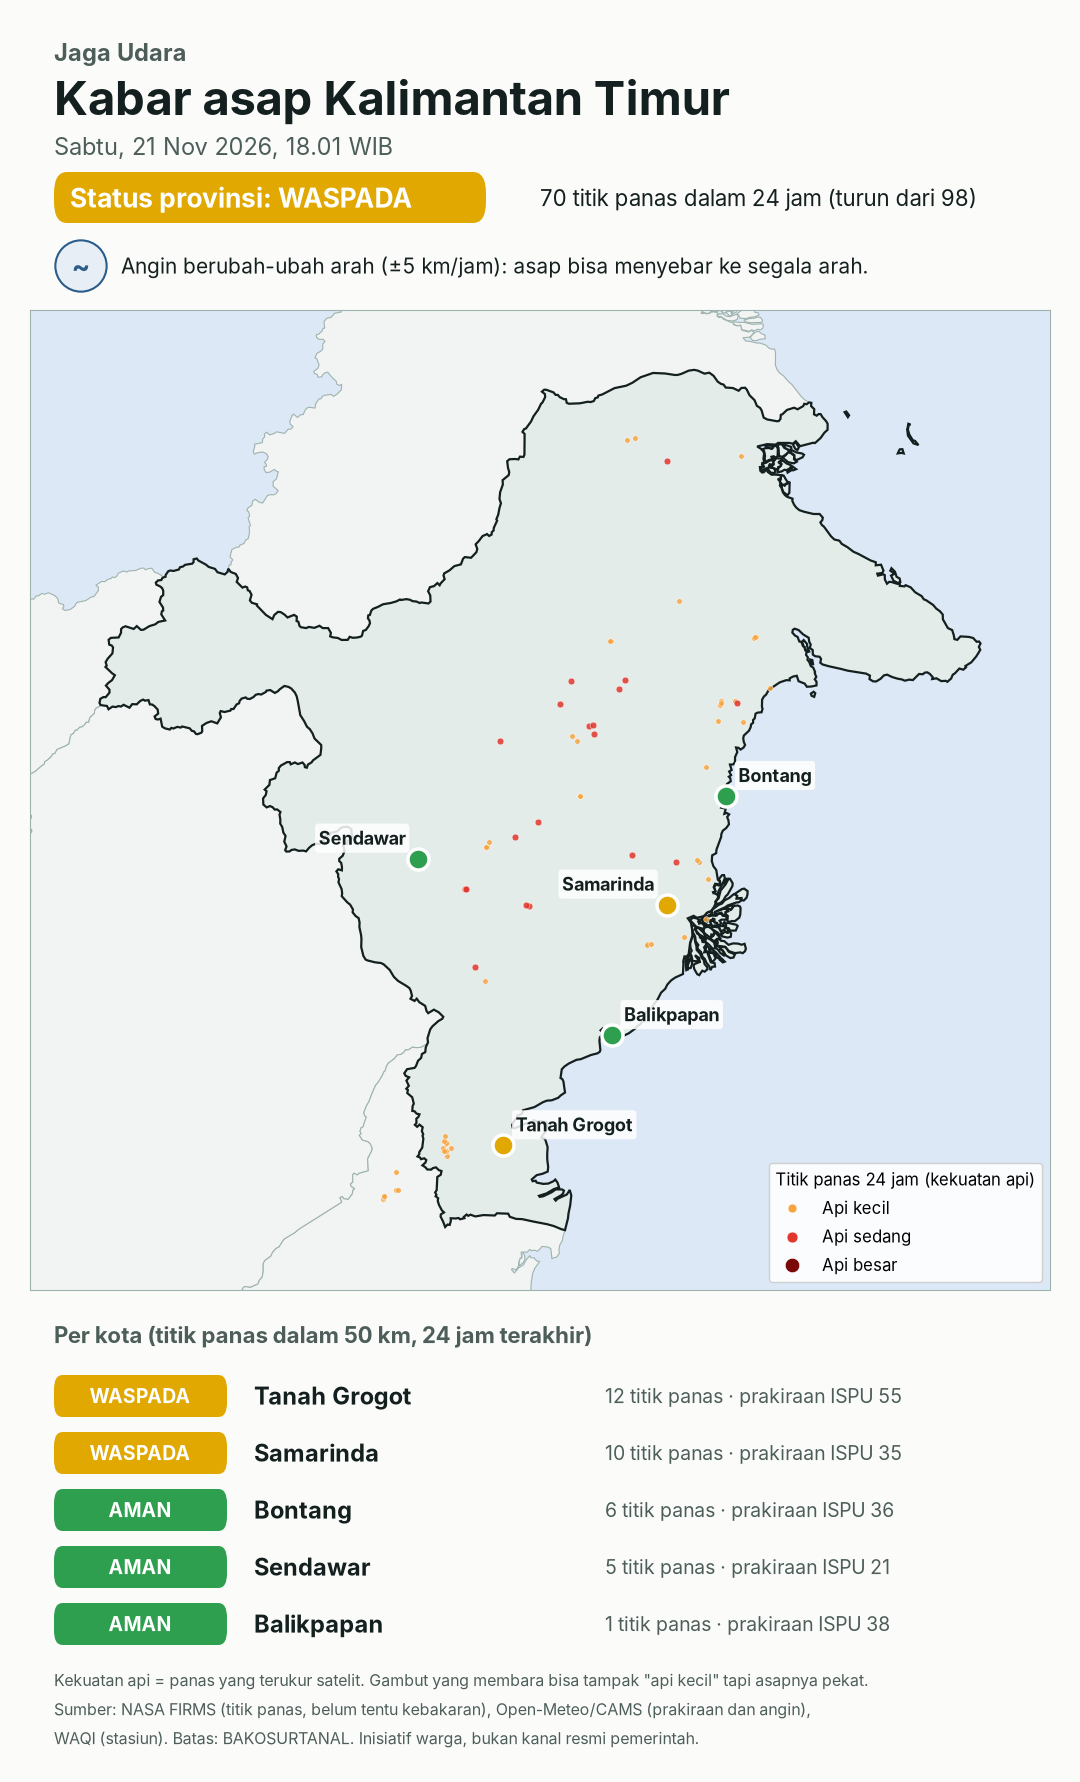 Jaga Udara
Kabar asap Kalimantan Timur
Sabtu, 21 Nov 2026, 18.01 WIB
Status provinsi: WASPADA
70 titik panas dalam 24 jam (turun dari 98)
~
Angin berubah-ubah arah (±5 km/jam): asap bisa menyebar ke segala arah.
Bontang
Sendawar
Samarinda
Balikpapan
Tanah Grogot
Titik panas 24 jam (kekuatan api)
Api kecil
Api sedang
Api besar
Per kota (titik panas dalam 50 km, 24 jam terakhir)
WASPADA Tanah Grogot 12 titik panas · prakiraan ISPU 55
WASPADA Samarinda 10 titik panas · prakiraan ISPU 35
AMAN Bontang 6 titik panas · prakiraan ISPU 36
AMAN Sendawar 5 titik panas · prakiraan ISPU 21
AMAN Balikpapan 1 titik panas · prakiraan ISPU 38
Kekuatan api = panas yang terukur satelit. Gambut yang membara bisa tampak "api kecil" tapi asapnya pekat.
Sumber: NASA FIRMS (titik panas, belum tentu kebakaran), Open-Meteo/CAMS (prakiraan dan angin),
WAQI (stasiun). Batas: BAKOSURTANAL. Inisiatif warga, bukan kanal resmi pemerintah.